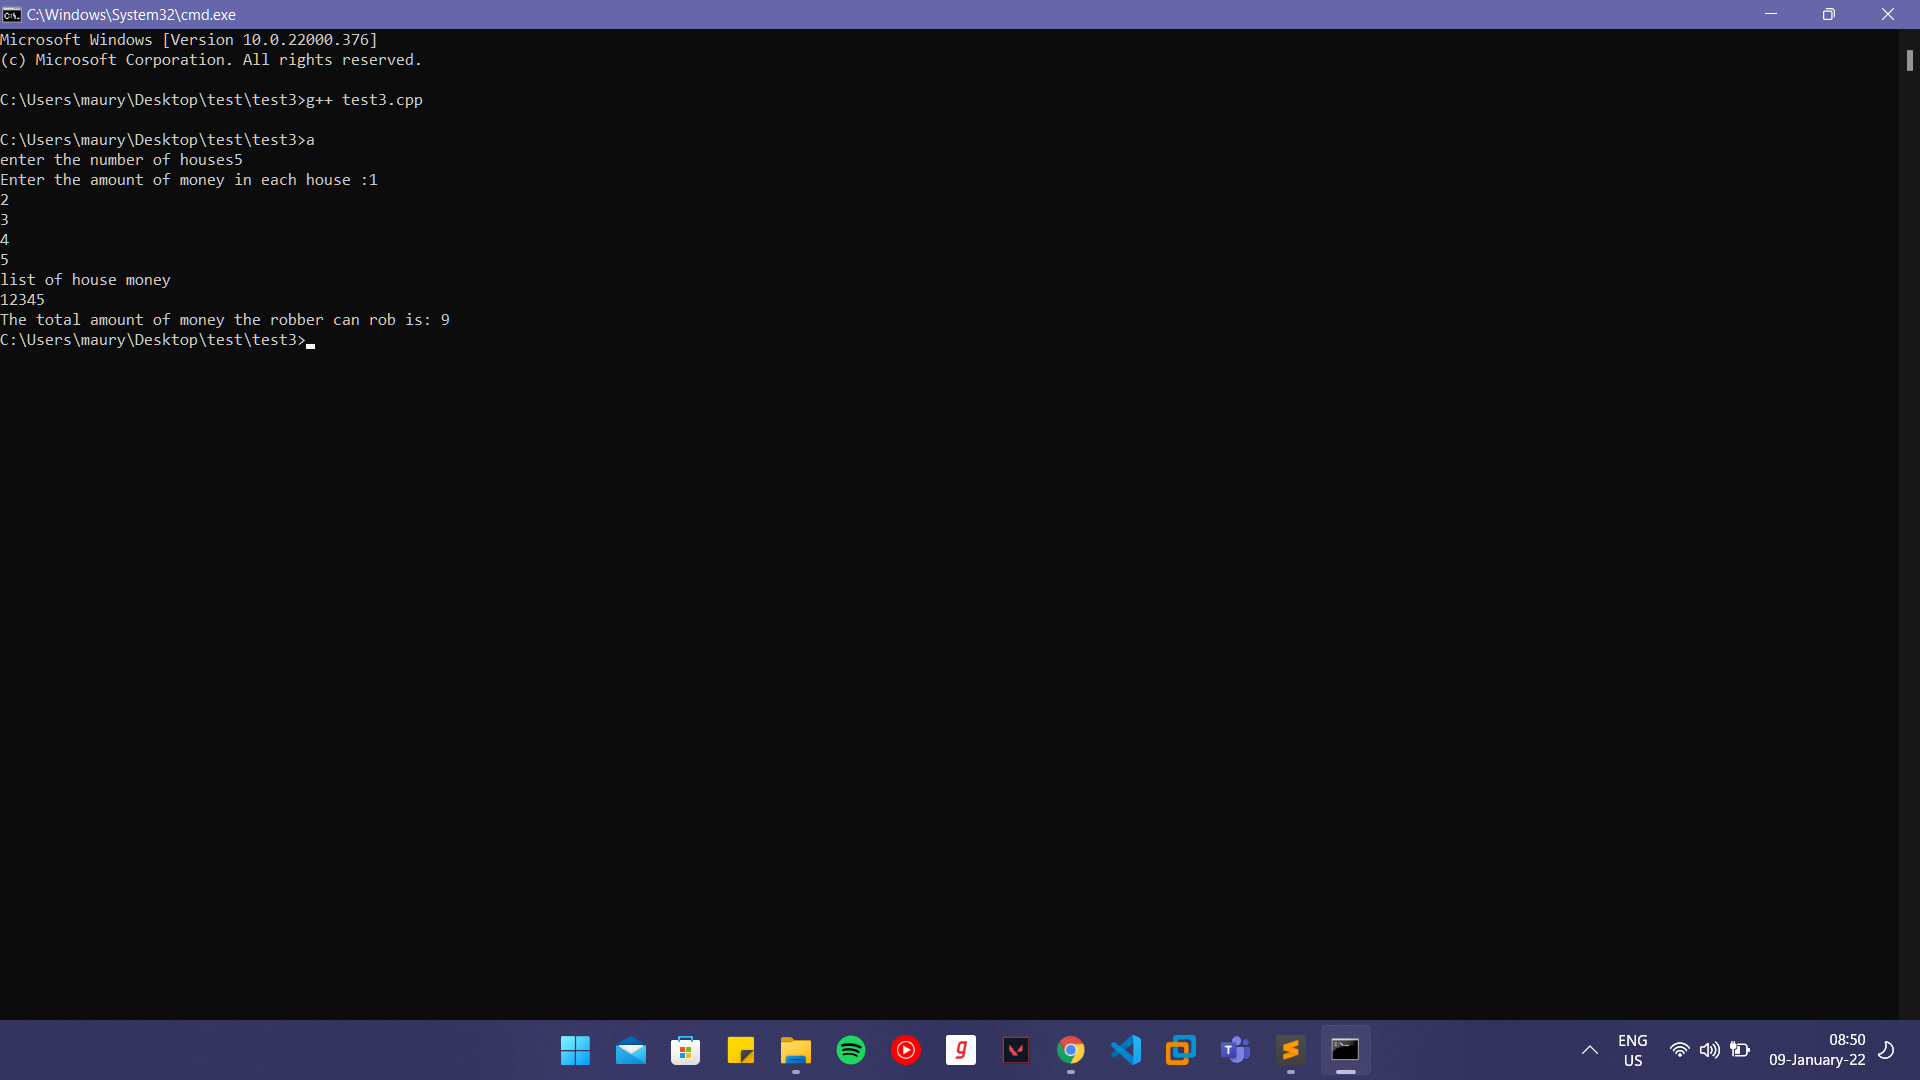 C:\Windows\System32\cmd.exe
Microsoft Windows [Version 10.0.22000.376]
(c) Microsoft Corporation. All rights reserved.
C:\Users\maury\Desktop\test\test3>g++ test3.cpp
C:\Users\maury\Desktop\test\test3>a
enter the number of houses5
Enter the amount of money in each house :1
2
3
4
5
list of house money
12345
The total amount of money the robber can rob is: 9
C:\Users\maury\Desktop\test\test3>
ENG
US
08:50
09-January-22